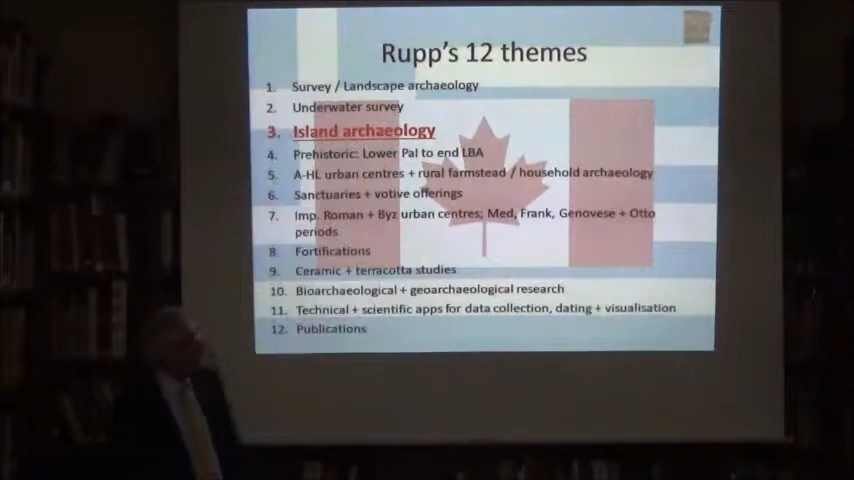 Rupp's 12 themes
1. Survey / Landscape archaeology
2. Underwater survey
3. Island archaeology
4. Prehistoric: Lower Pal to end LBA
5. A-HL urban centres + rural farmstead / household archaeology
6. Sanctuaries + votive offerings
7. Imp. Roman + Byz urban centres; Med, Frank, Genovese + Otto
periods
8. Fortifications
9. Ceramic + terracotta studies
10. Bioarchaeological + geoarchaeological research
11. Technical + scientific apps for data collection, dating + visualisation
12. Publications